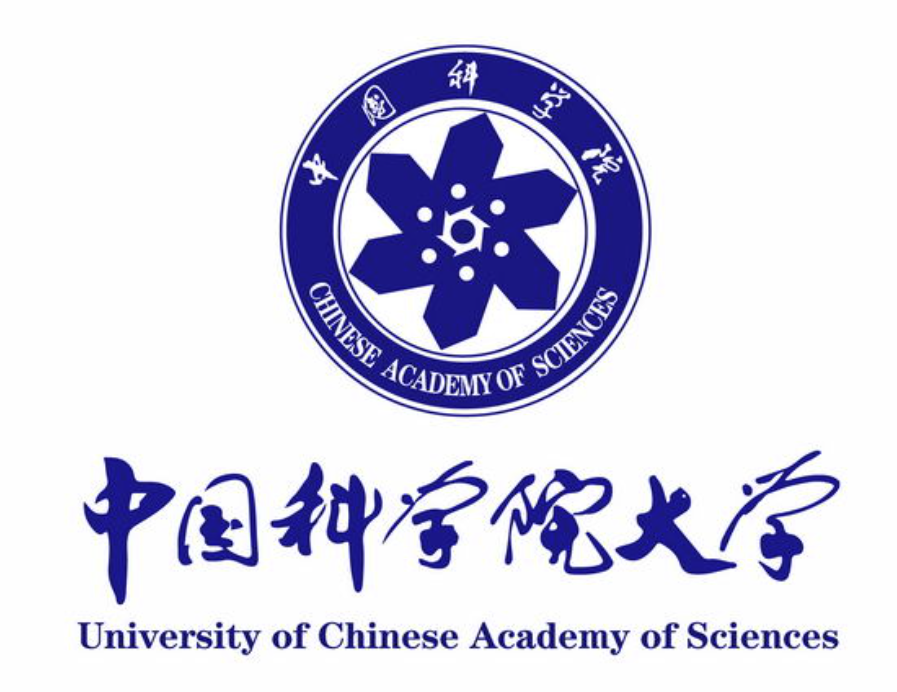 中国科学院
CHINESE ACADEMY OF SCIENCES
中国科学院大学
University of Chinese Academy of Sciences